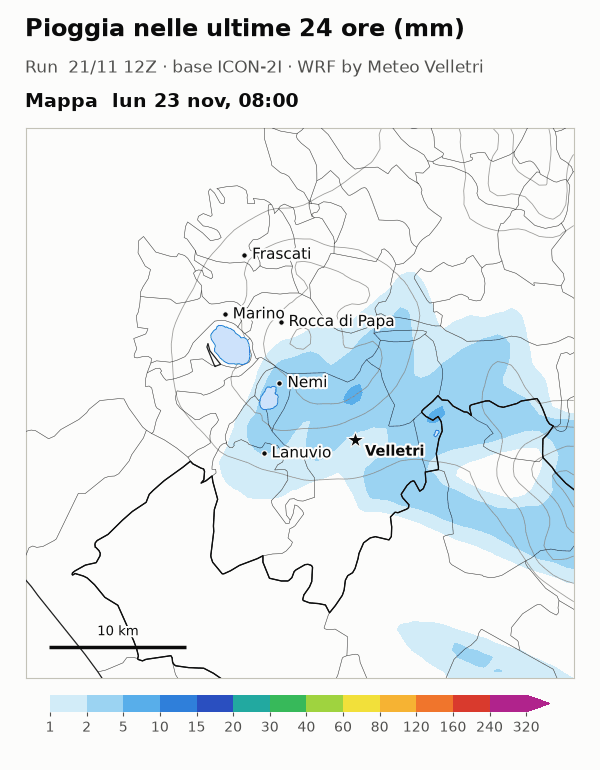 Pioggia nelle ultime 24 ore (mm)
Run 21/11 12Z · base ICON-2I · WRF by Meteo Velletri
Mappa lun 23 nov, 08:00
Frascati
Marino
Rocca di Papa
Nemi
Velletri
Lanuvio
10 km
1 2 5 10 15 20 30 40 60 80 120 160 240 320